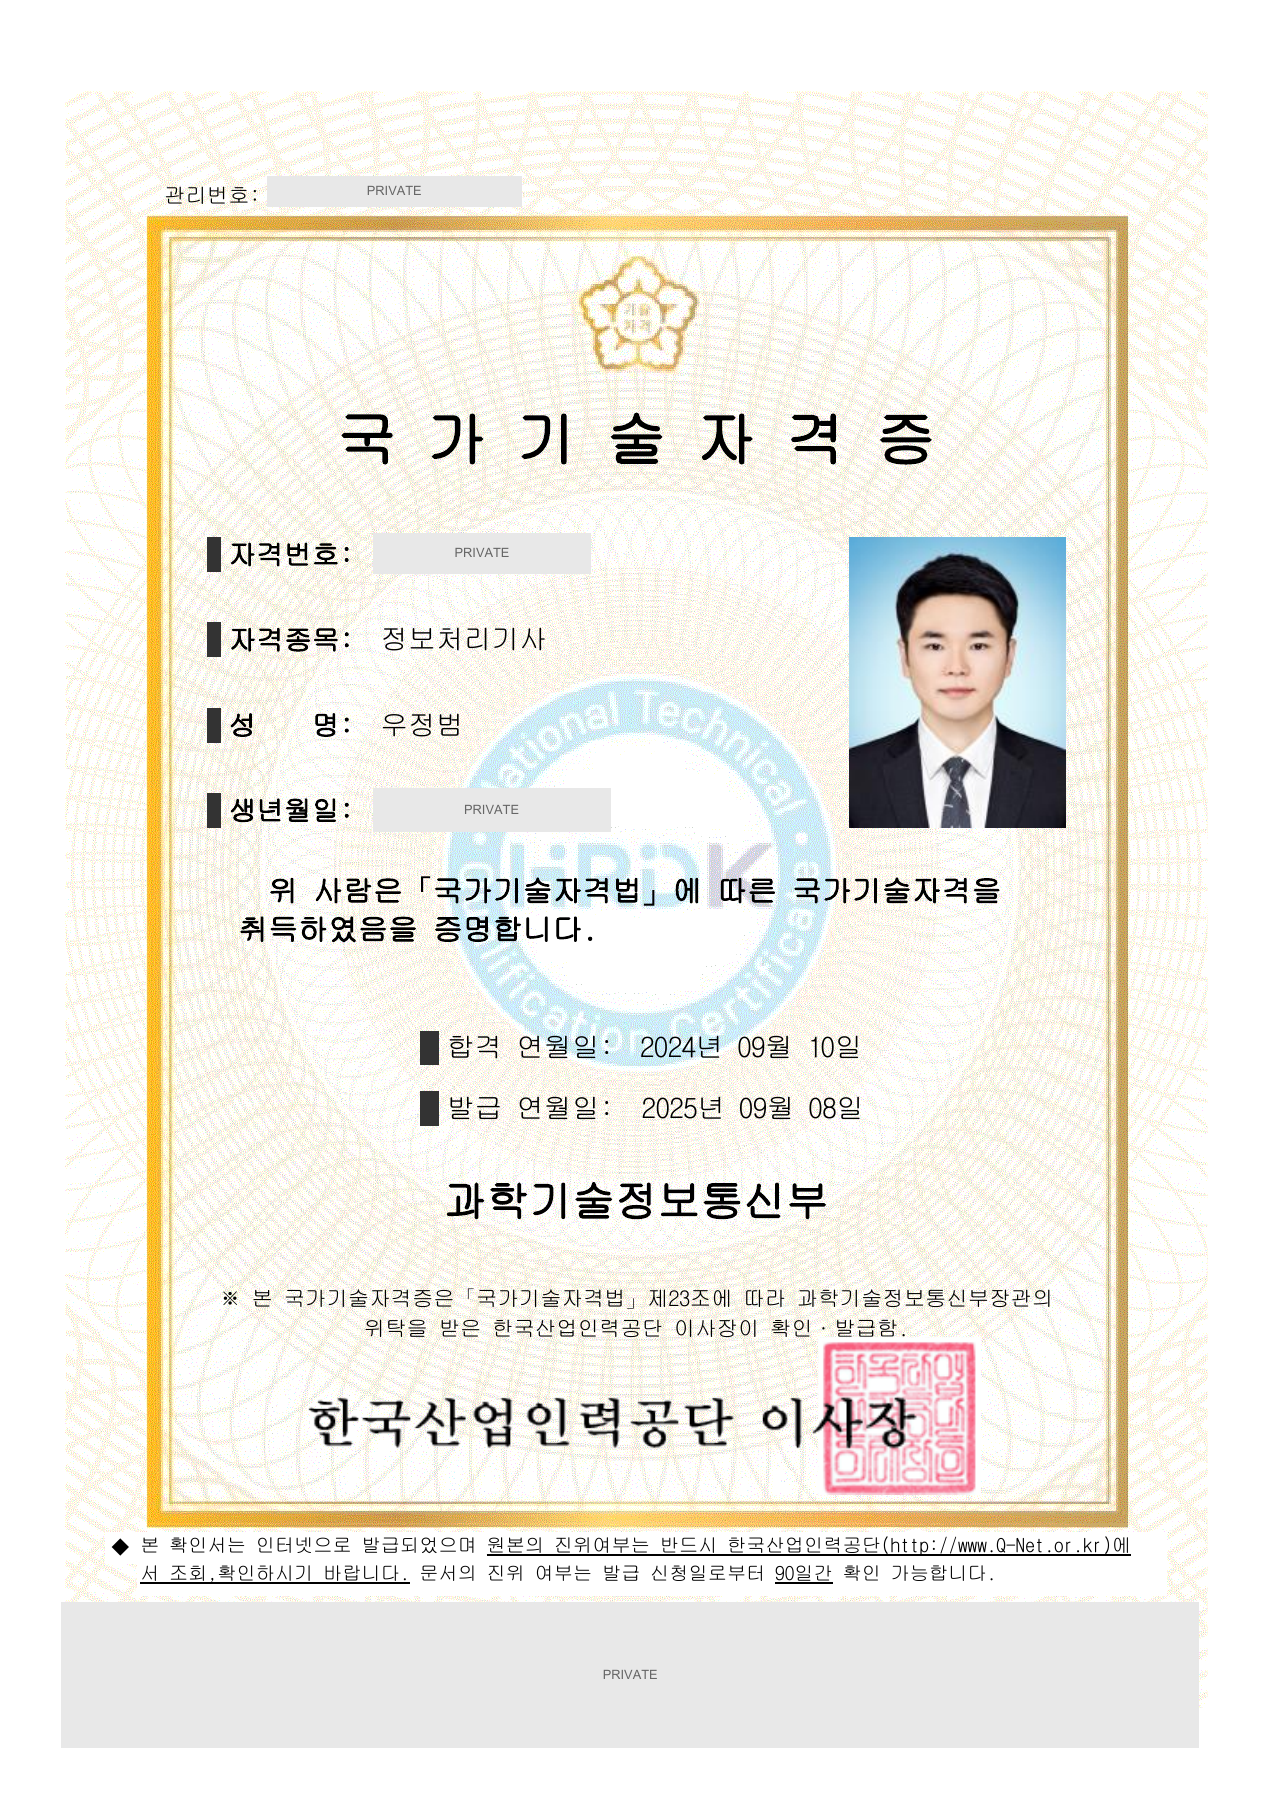 관리번호: PRIVATE
기술
자격
국가기술자격증
자격번호: PRIVATE
자격종목: 정보처리기사
성 명: 우정범
생년월일: PRIVATE
National Technical Qualification Certificate
HRDK
위 사람은「국가기술자격법」에 따른 국가기술자격을
취득하였음을 증명합니다.
합격 연월일: 2024년 09월 10일
발급 연월일: 2025년 09월 08일
과학기술정보통신부
※ 본 국가기술자격증은「국가기술자격법」제23조에 따라 과학기술정보통신부장관의
위탁을 받은 한국산업인력공단 이사장이 확인·발급함.
한국산업인력공단 이사장
◆ 본 확인서는 인터넷으로 발급되었으며 원본의 진위여부는 반드시 한국산업인력공단(http://www.Q-Net.or.kr)에
서 조회,확인하시기 바랍니다. 문서의 진위 여부는 발급 신청일로부터 90일간 확인 가능합니다.
PRIVATE